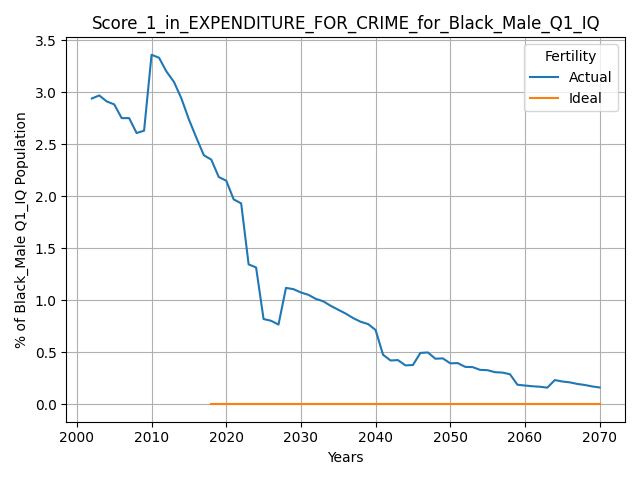 Score_1_in_EXPENDITURE_FOR_CRIME_for_Black_Male_Q1_IQ
Fertility
Actual
Ideal
% of Black_Male Q1_IQ Population
3.5
3.0
2.5
2.0
1.5
1.0
0.5
0.0
2000 2010 2020 2030 2040 2050 2060 2070
Years